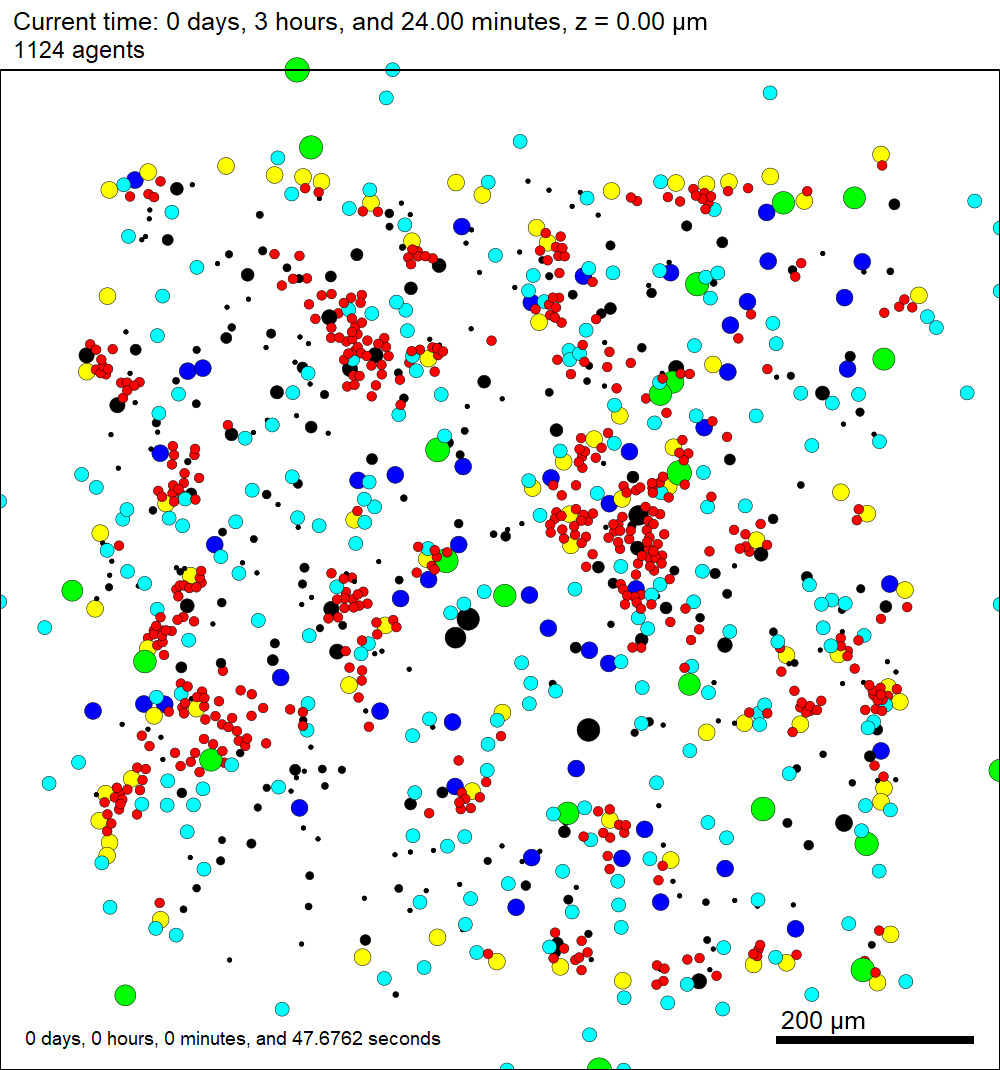 Current time: 0 days, 3 hours, and 24.00 minutes, z = 0.00 µm
1124 agents
200 µm
0 days, 0 hours, 0 minutes, and 47.6762 seconds